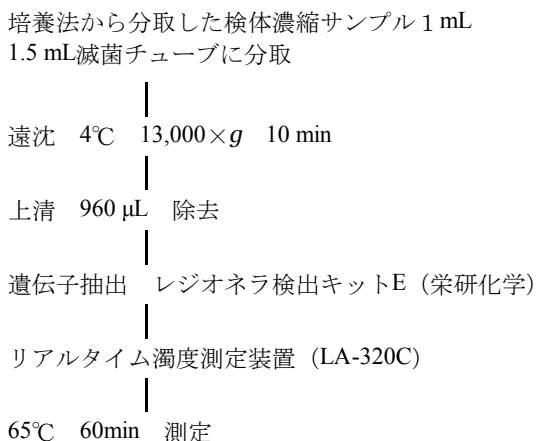 培養法から分取した検体濃縮サンプル１mL
1.5 mL滅菌チューブに分取
遠沈　4℃　13,000×g　10 min
上清　960 μL　除去
遺伝子抽出　レジオネラ検出キットE（栄研化学）
リアルタイム濁度測定装置（LA-320C）
65℃　60min　測定